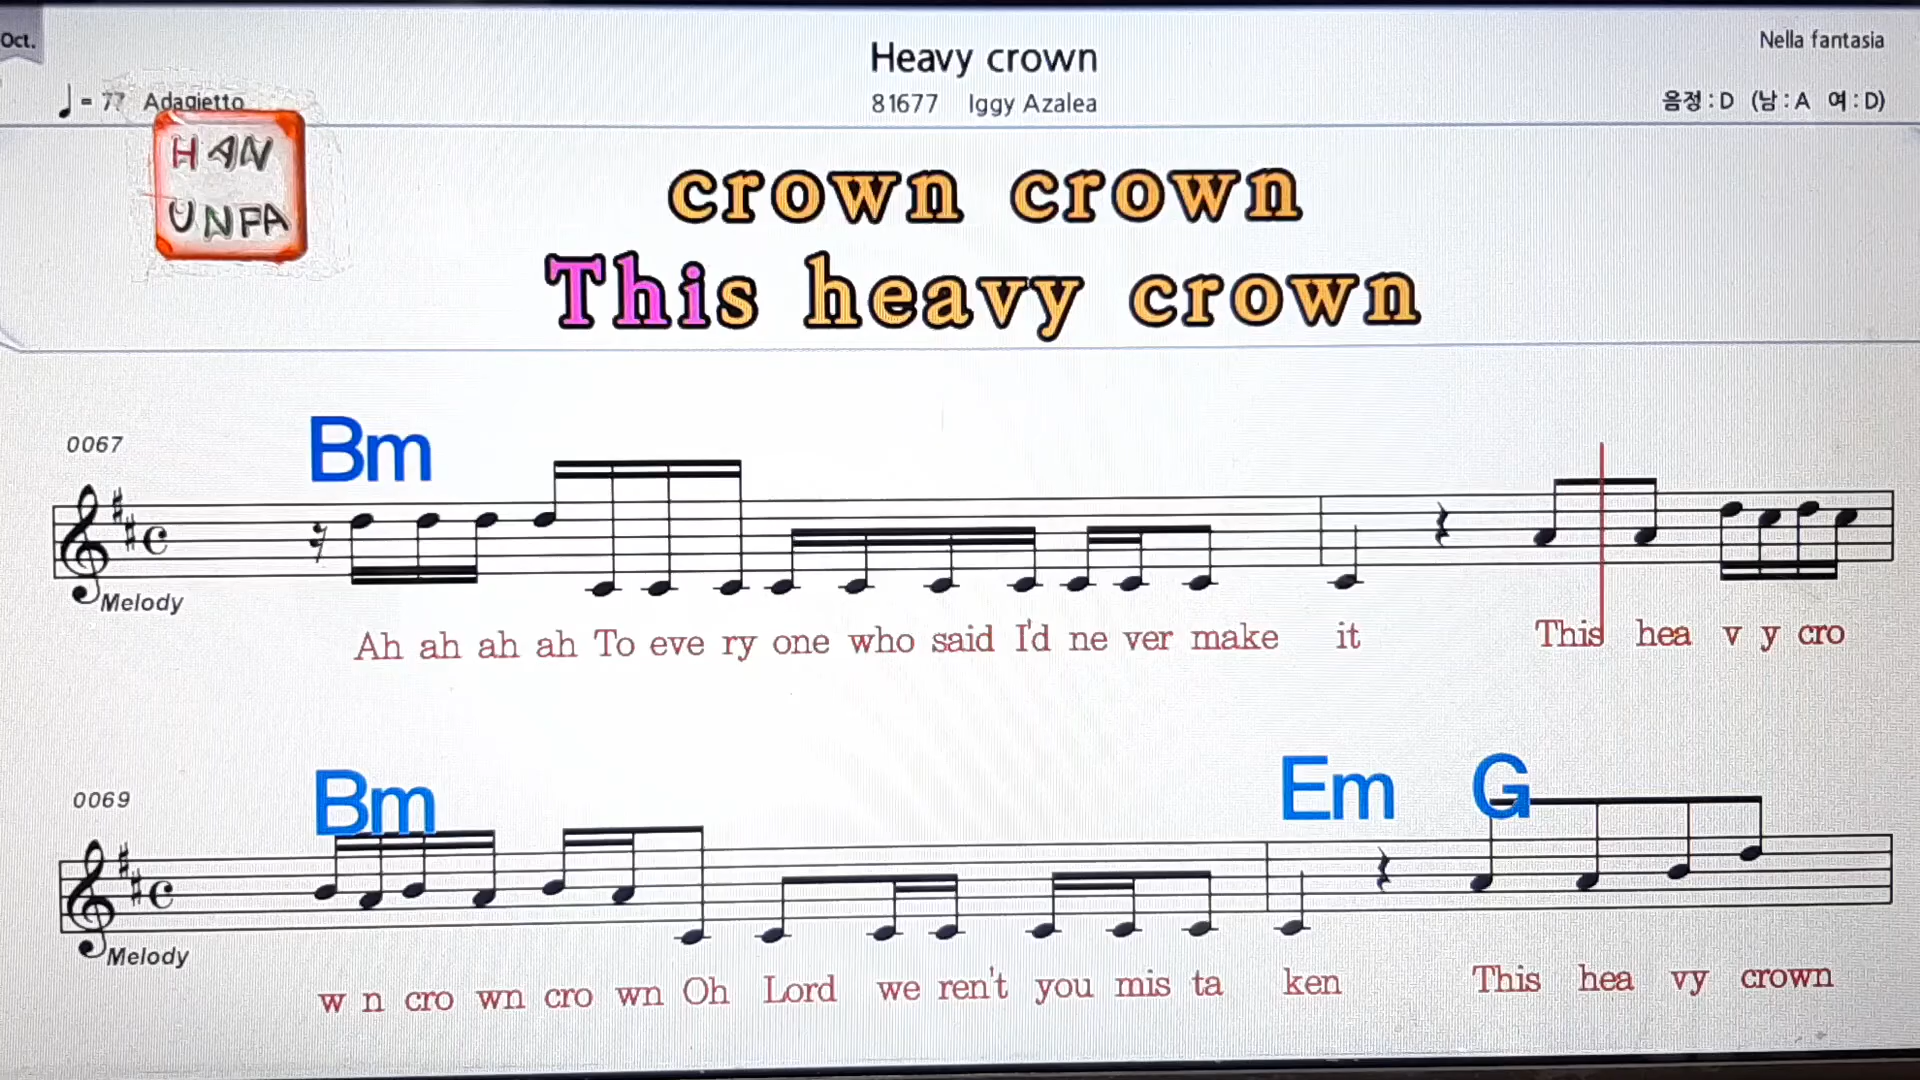 Oct.
Heavy crown
Nella fantasia
= 77 Adagietto
81677 Iggy Azalea
음정 : D (남 : A 여 : D)
HAN
UNFA
crown crown
This heavy crown
0067
Bm
Melody
Ah ah ah ah To eve ry one who said I'd ne ver make it This hea v y cro
0069
Bm Em G
Melody
w n cro wn cro wn Oh Lord we ren't you mis ta ken This hea vy crown